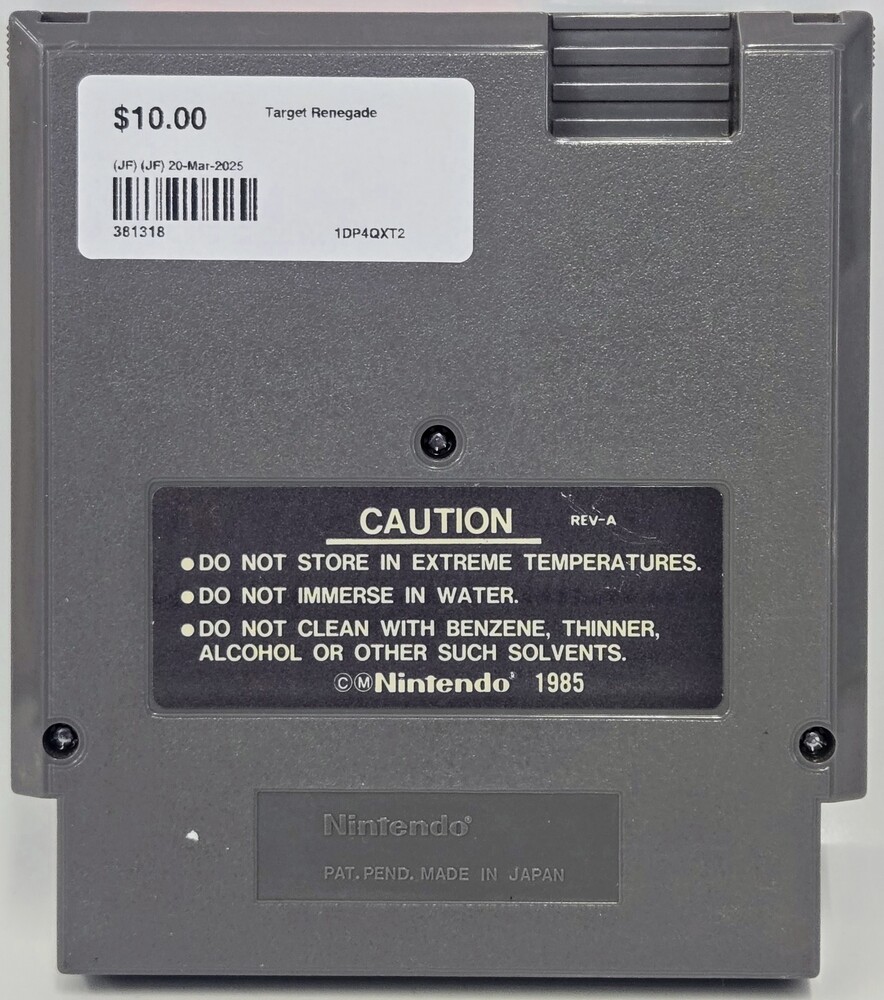 $10.00 Target Renegade
(JF) (JF) 20-Mar-2025
381318 1DP4QXT2
CAUTION REV-A
●DO NOT STORE IN EXTREME TEMPERATURES.
●DO NOT IMMERSE IN WATER.
●DO NOT CLEAN WITH BENZENE, THINNER,
ALCOHOL OR OTHER SUCH SOLVENTS.
©ⓂNintendo® 1985
Nintendo®
PAT. PEND. MADE IN JAPAN